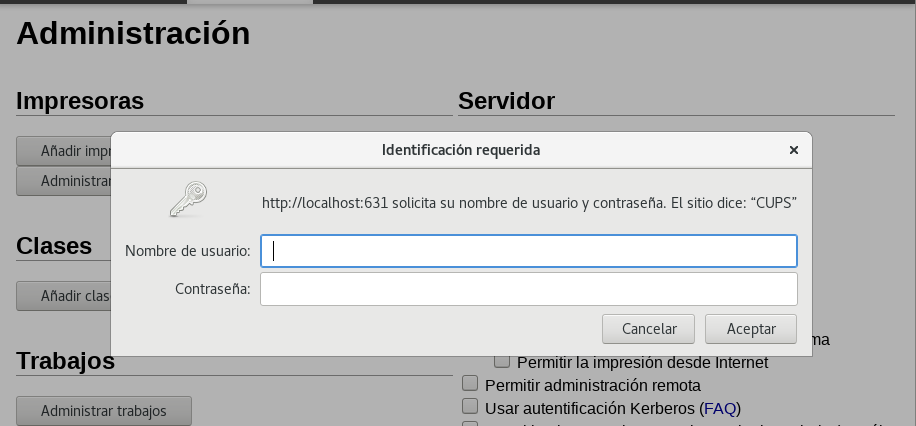 Administración
Impresoras
Servidor
Añadir impr
Administrar
Identificación requerida
http://localhost:631 solicita su nombre de usuario y contraseña. El sitio dice: “CUPS”
Nombre de usuario:
Contraseña:
Cancelar
Aceptar
Clases
Añadir clas
ma
Trabajos
Permitir la impresión desde Internet
Permitir administración remota
Usar autentificación Kerberos (FAQ)
Administrar trabajos